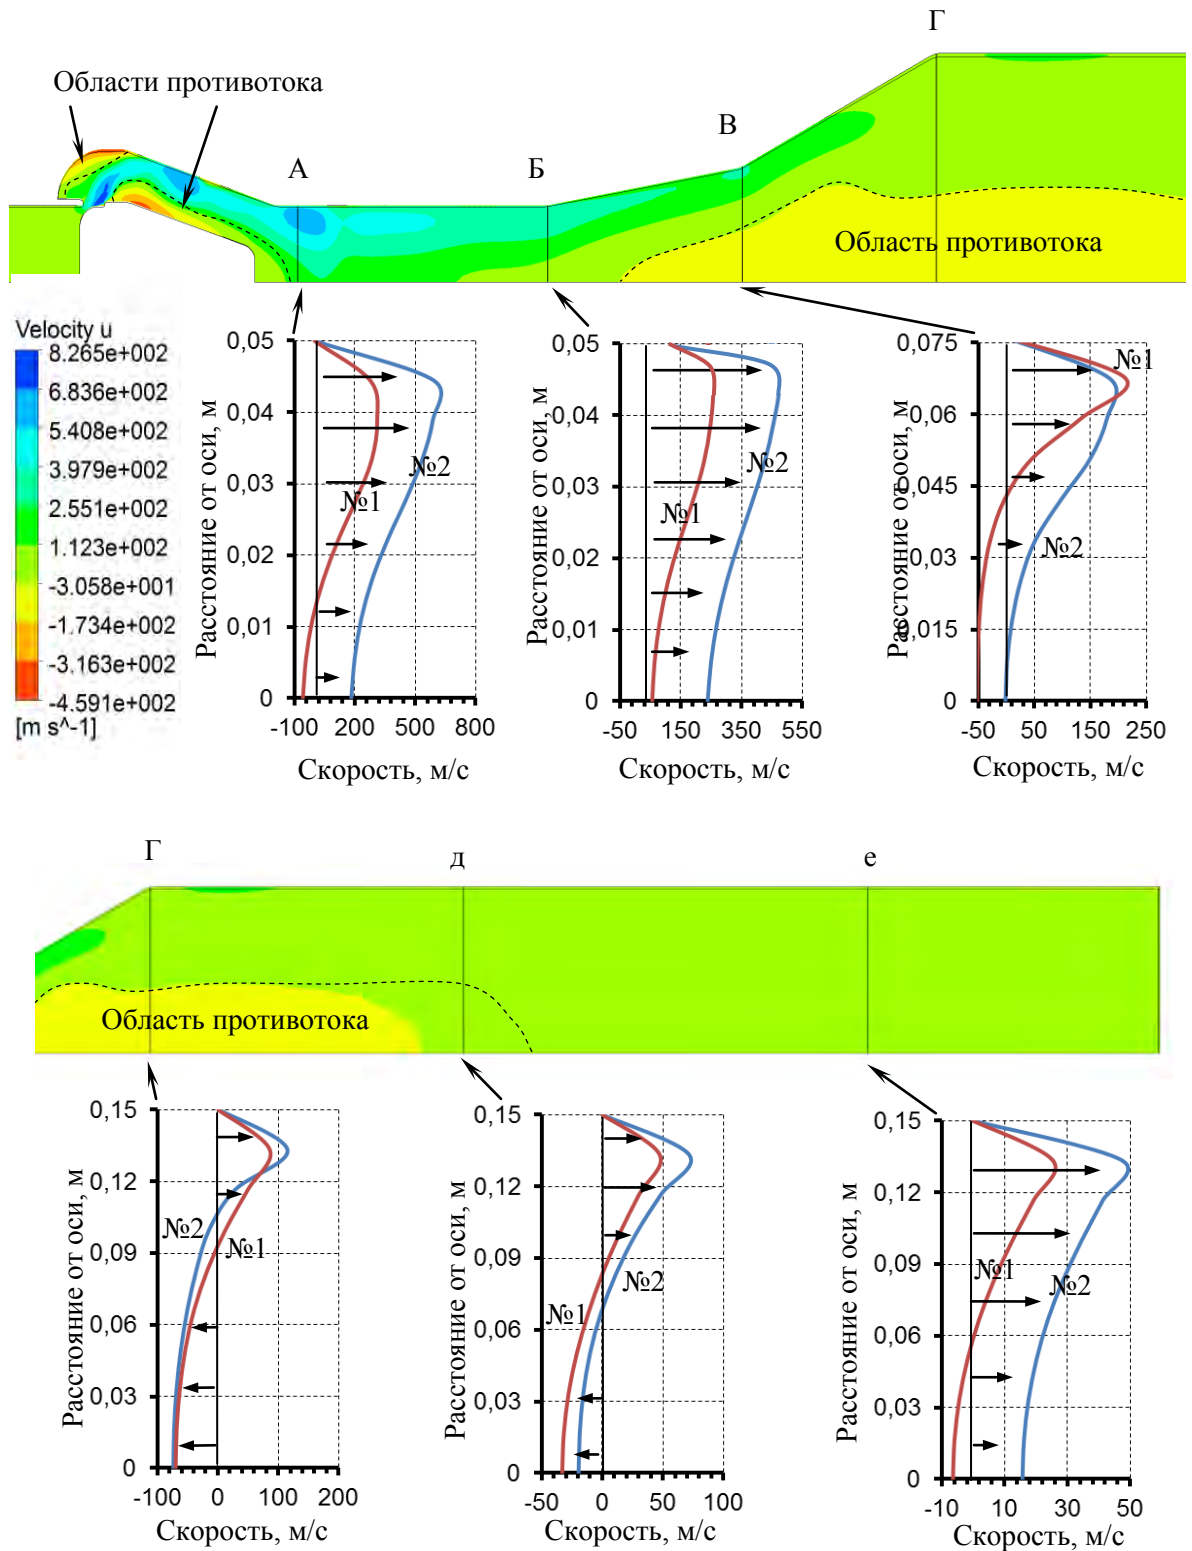 Г
Области противотока
В
А
Б
Область противотока
Velocity u
8.265e+002
6.836e+002
5.408e+002
3.979e+002
2.551e+002
1.123e+002
-3.058e+001
-1.734e+002
-3.163e+002
-4.591e+002
[m s^-1]
Расстояние от оси, м
0,05
0,04
0,03
0,02
0,01
0
№2
№1
-100 200 500 800
Скорость, м/с
Расстояние от оси, м
0,05
0,04
0,03
0,02
0,01
0
№2
№1
-50 150 350 550
Скорость, м/с
Расстояние от оси, м
0,075
0,06
0,045
0,03
0,015
0
№1
№2
-50 50 150 250
Скорость, м/с
Г
д
е
Область противотока
Расстояние от оси, м
0,15
0,12
0,09
0,06
0,03
0
№2
№1
-100 0 100 200
Скорость, м/с
Расстояние от оси, м
0,15
0,12
0,09
0,06
0,03
0
№2
№1
-50 0 50 100
Скорость, м/с
Расстояние от оси, м
0,15
0,12
0,09
0,06
0,03
0
№1
№2
-10 10 30 50
Скорость, м/с